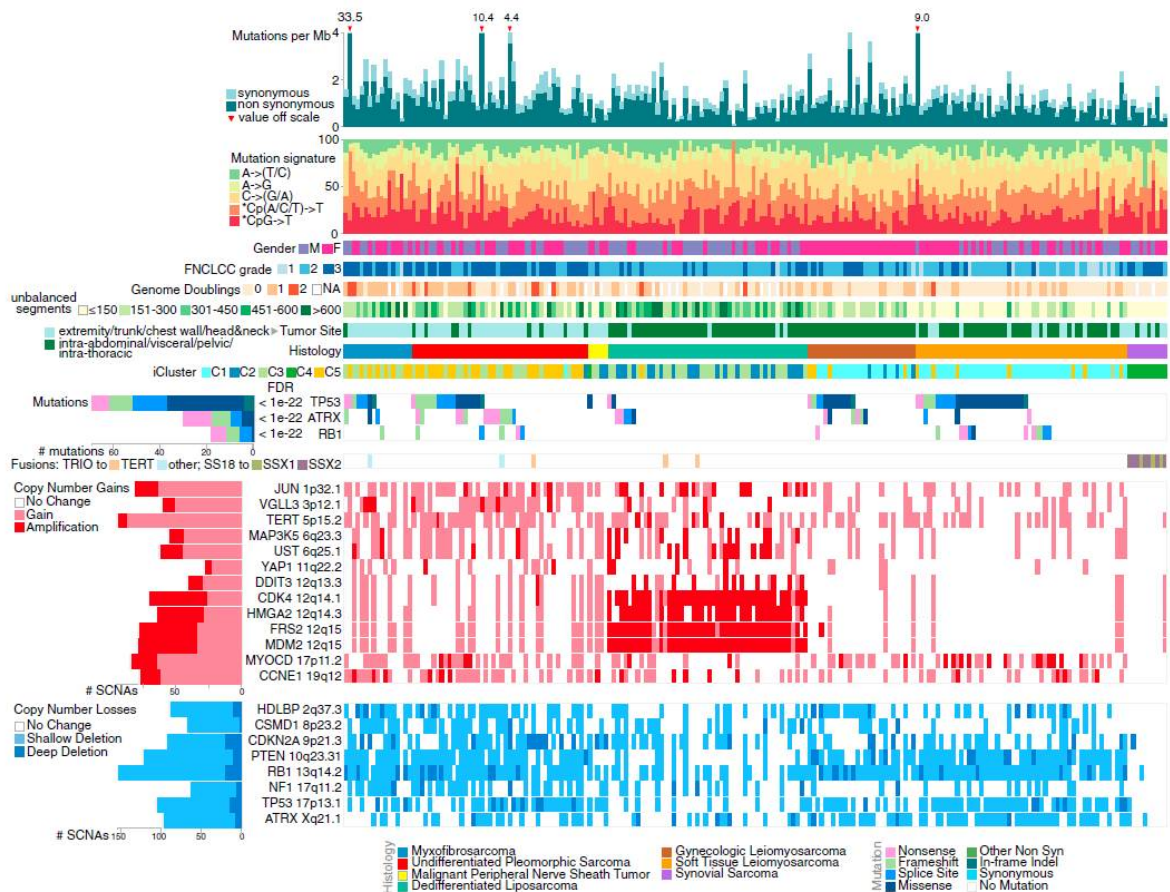 33.5 10.4 4.4 9.0
Mutations per Mb 4
2
0
synonymous
non synonymous
value off scale
100
50
0
Mutation signature
A->(T/C)
A->G
C->(G/A)
*Cp(A/C/T)->T
*CpG->T
Gender M F
FNCLCC grade 1 2 3
Genome Doublings 0 1 2 NA
unbalanced segments ≤150 151-300 301-450 451-600 >600
extremity/trunk/chest wall/head&neck Tumor Site
intra-abdominal/visceral/pelvic/
intra-thoracic
Histology
iCluster C1 C2 C3 C4 C5
FDR
Mutations < 1e-22 TP53
< 1e-22 ATRX
< 1e-22 RB1
# mutations 60 40 20 0
Fusions: TRIO to TERT other; SS18 to SSX1 SSX2
Copy Number Gains
No Change
Gain
Amplification
JUN 1p32.1
VGLL3 3p12.1
TERT 5p15.2
MAP3K5 6q23.3
UST 6q25.1
YAP1 11q22.2
DDIT3 12q13.3
CDK4 12q14.1
HMGA2 12q14.3
FRS2 12q15
MDM2 12q15
MYOCD 17p11.2
CCNE1 19q12
# SCNAs 50 0
Copy Number Losses
No Change
Shallow Deletion
Deep Deletion
HDLBP 2q37.3
CSMD1 8p23.2
CDKN2A 9p21.3
PTEN 10q23.31
RB1 13q14.2
NF1 17q11.2
TP53 17p13.1
ATRX Xq21.1
# SCNAs 150 100 50 0
Histology
Myxofibrosarcoma
Undifferentiated Pleomorphic Sarcoma
Malignant Peripheral Nerve Sheath Tumor
Dedifferentiated Liposarcoma
Gynecologic Leiomyosarcoma
Soft Tissue Leiomyosarcoma
Synovial Sarcoma
Mutation
Nonsense
Frameshift
Splice Site
Missense
Other Non Syn
In-frame Indel
Synonymous
No Mutation